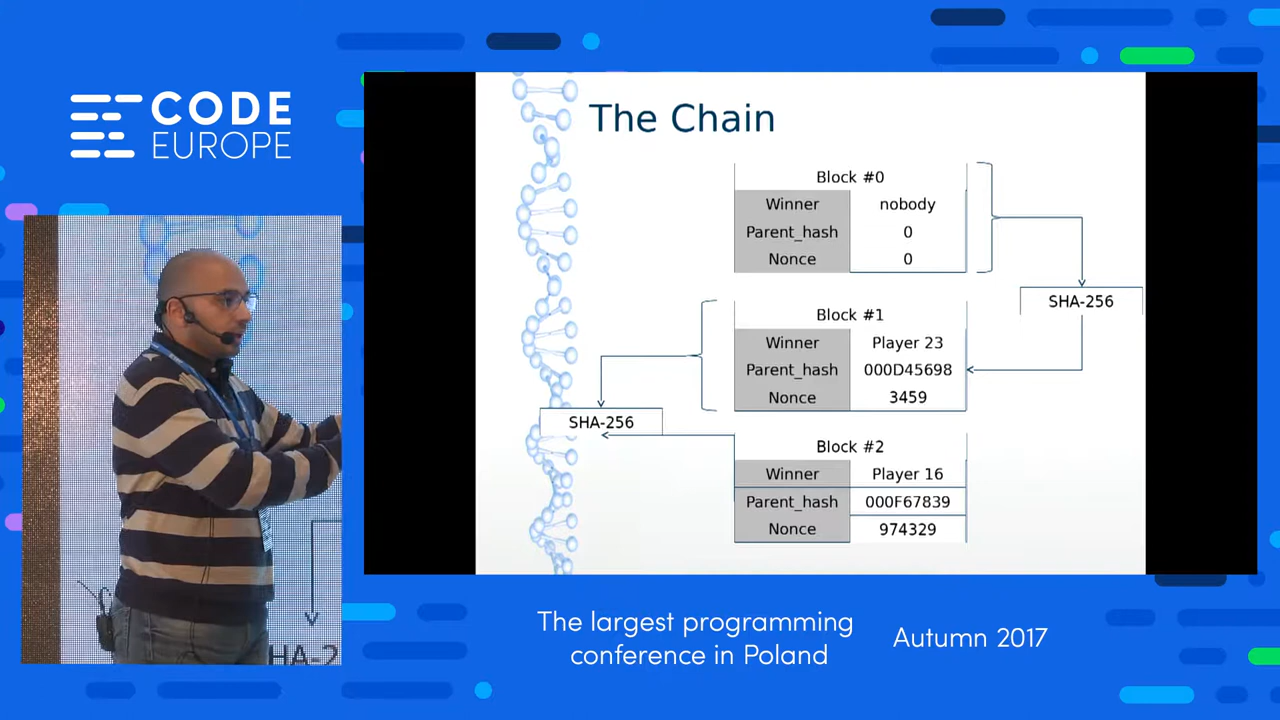 CODE
EUROPE
The Chain
Block #0
Winner nobody
Parent_hash 0
Nonce 0
SHA-256
Block #1
Winner Player 23
Parent_hash 000D45698
Nonce 3459
SHA-256
Block #2
Winner Player 16
Parent_hash 000F67839
Nonce 974329
HA-2
The largest programming
conference in Poland
Autumn 2017